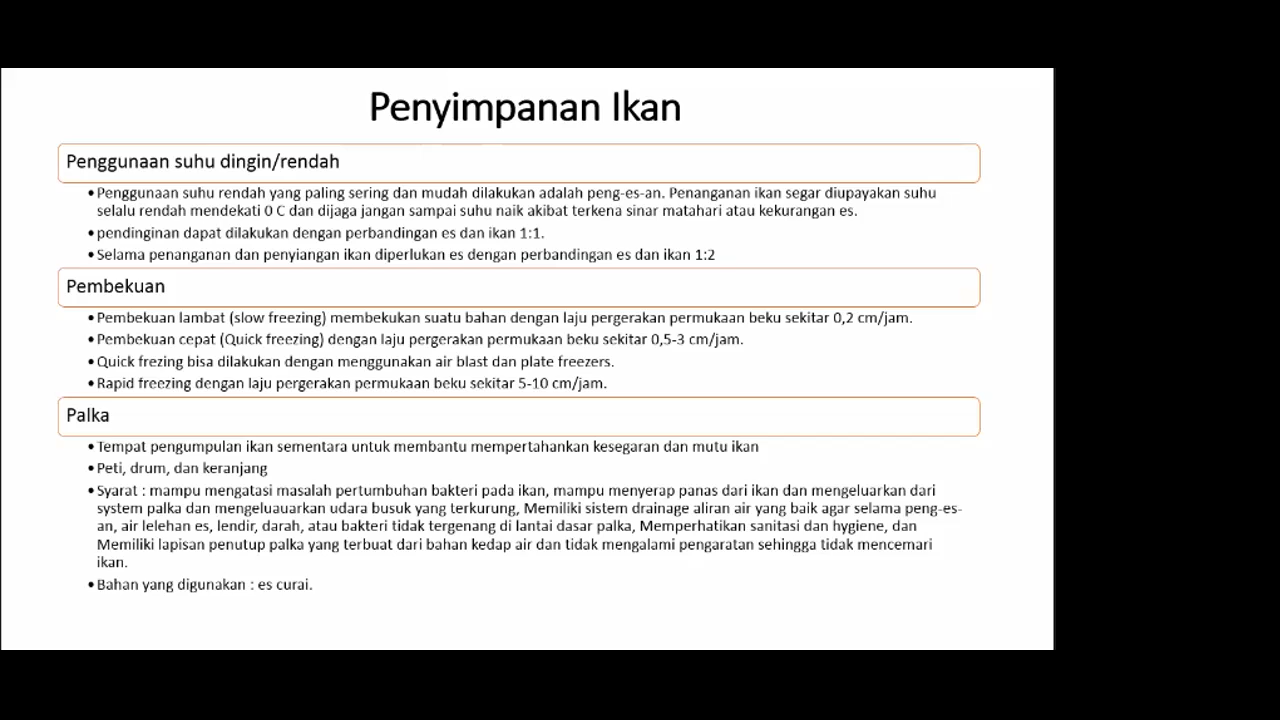 Penyimpanan Ikan
Penggunaan suhu dingin/rendah
•Penggunaan suhu rendah yang paling sering dan mudah dilakukan adalah peng-es-an. Penanganan ikan segar diupayakan suhu
selalu rendah mendekati 0 C dan dijaga jangan sampai suhu naik akibat terkena sinar matahari atau kekurangan es.
•pendinginan dapat dilakukan dengan perbandingan es dan ikan 1:1.
•Selama penanganan dan penyiangan ikan diperlukan es dengan perbandingan es dan ikan 1:2
Pembekuan
•Pembekuan lambat (slow freezing) membekukan suatu bahan dengan laju pergerakan permukaan beku sekitar 0,2 cm/jam.
•Pembekuan cepat (Quick freezing) dengan laju pergerakan permukaan beku sekitar 0,5-3 cm/jam.
•Quick frezing bisa dilakukan dengan menggunakan air blast dan plate freezers.
•Rapid freezing dengan laju pergerakan permukaan beku sekitar 5-10 cm/jam.
Palka
•Tempat pengumpulan ikan sementara untuk membantu mempertahankan kesegaran dan mutu ikan
•Peti, drum, dan keranjang
•Syarat : mampu mengatasi masalah pertumbuhan bakteri pada ikan, mampu menyerap panas dari ikan dan mengeluarkan dari
system palka dan mengeluauarkan udara busuk yang terkurung, Memiliki sistem drainage aliran air yang baik agar selama peng-es-
an, air lelehan es, lendir, darah, atau bakteri tidak tergenang di lantai dasar palka, Memperhatikan sanitasi dan hygiene, dan
Memiliki lapisan penutup palka yang terbuat dari bahan kedap air dan tidak mengalami pengaratan sehingga tidak mencemari
ikan.
•Bahan yang digunakan : es curai.